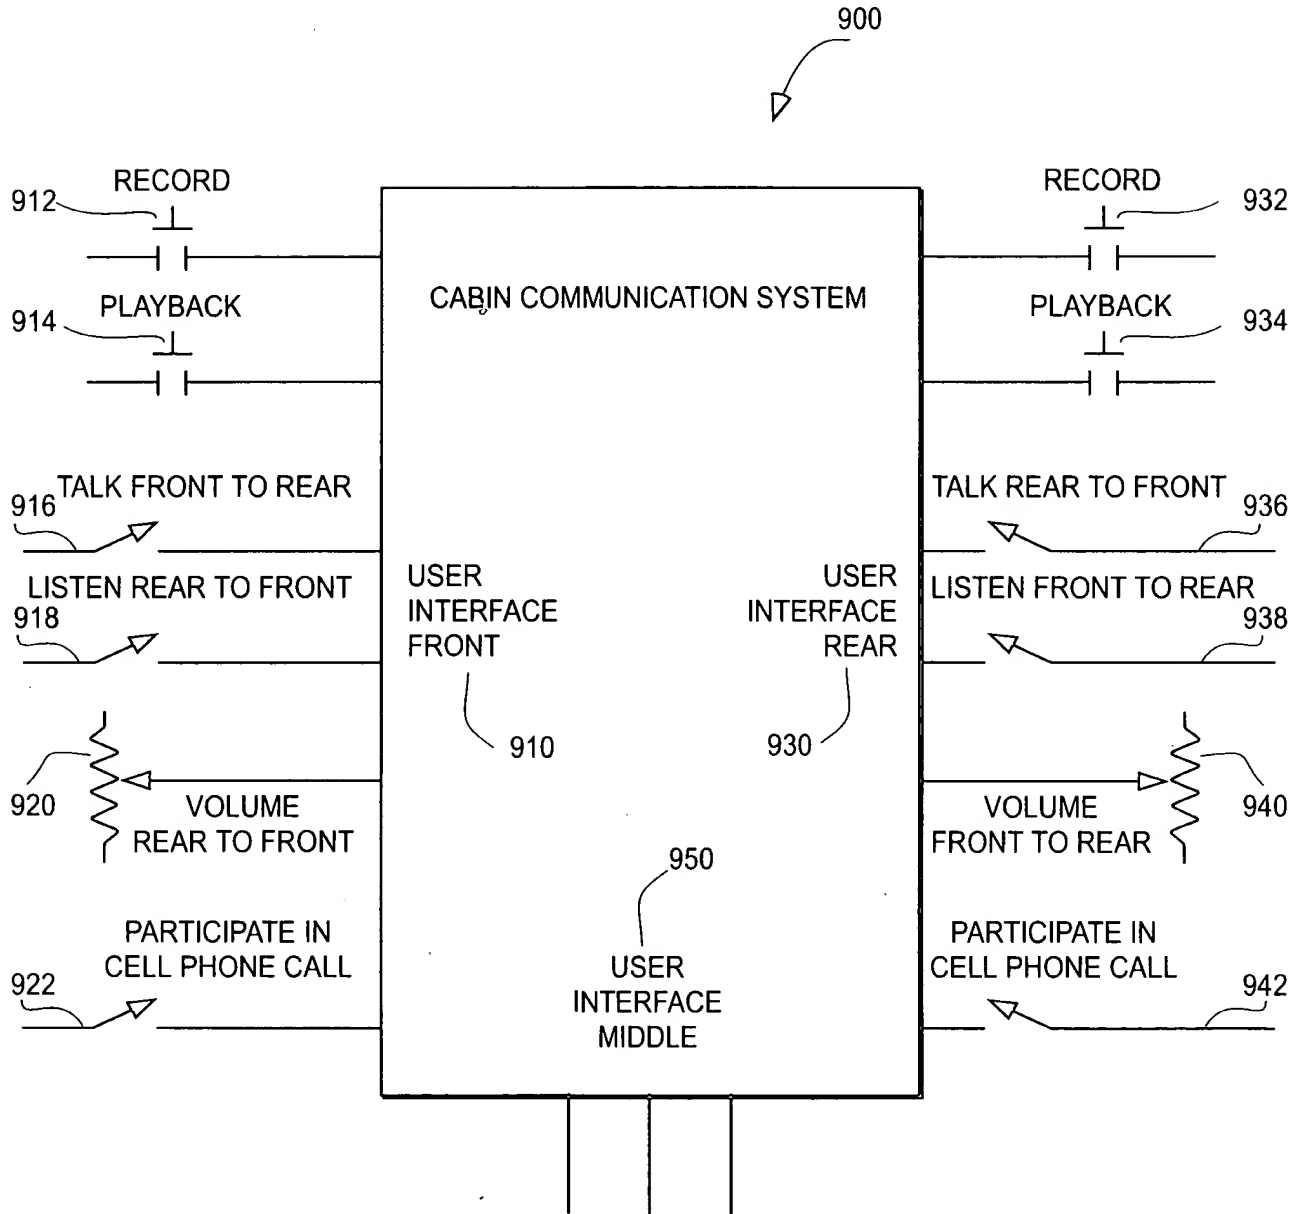 900
RECORD
912
RECORD
932
CABIN COMMUNICATION SYSTEM
PLAYBACK
914
PLAYBACK
934
TALK FRONT TO REAR
916
TALK REAR TO FRONT
936
LISTEN REAR TO FRONT
918
LISTEN FRONT TO REAR
938
USER
INTERFACE
FRONT
910
USER
INTERFACE
REAR
930
920
VOLUME
REAR TO FRONT
VOLUME
FRONT TO REAR
940
950
USER
INTERFACE
MIDDLE
PARTICIPATE IN
CELL PHONE CALL
922
PARTICIPATE IN
CELL PHONE CALL
942